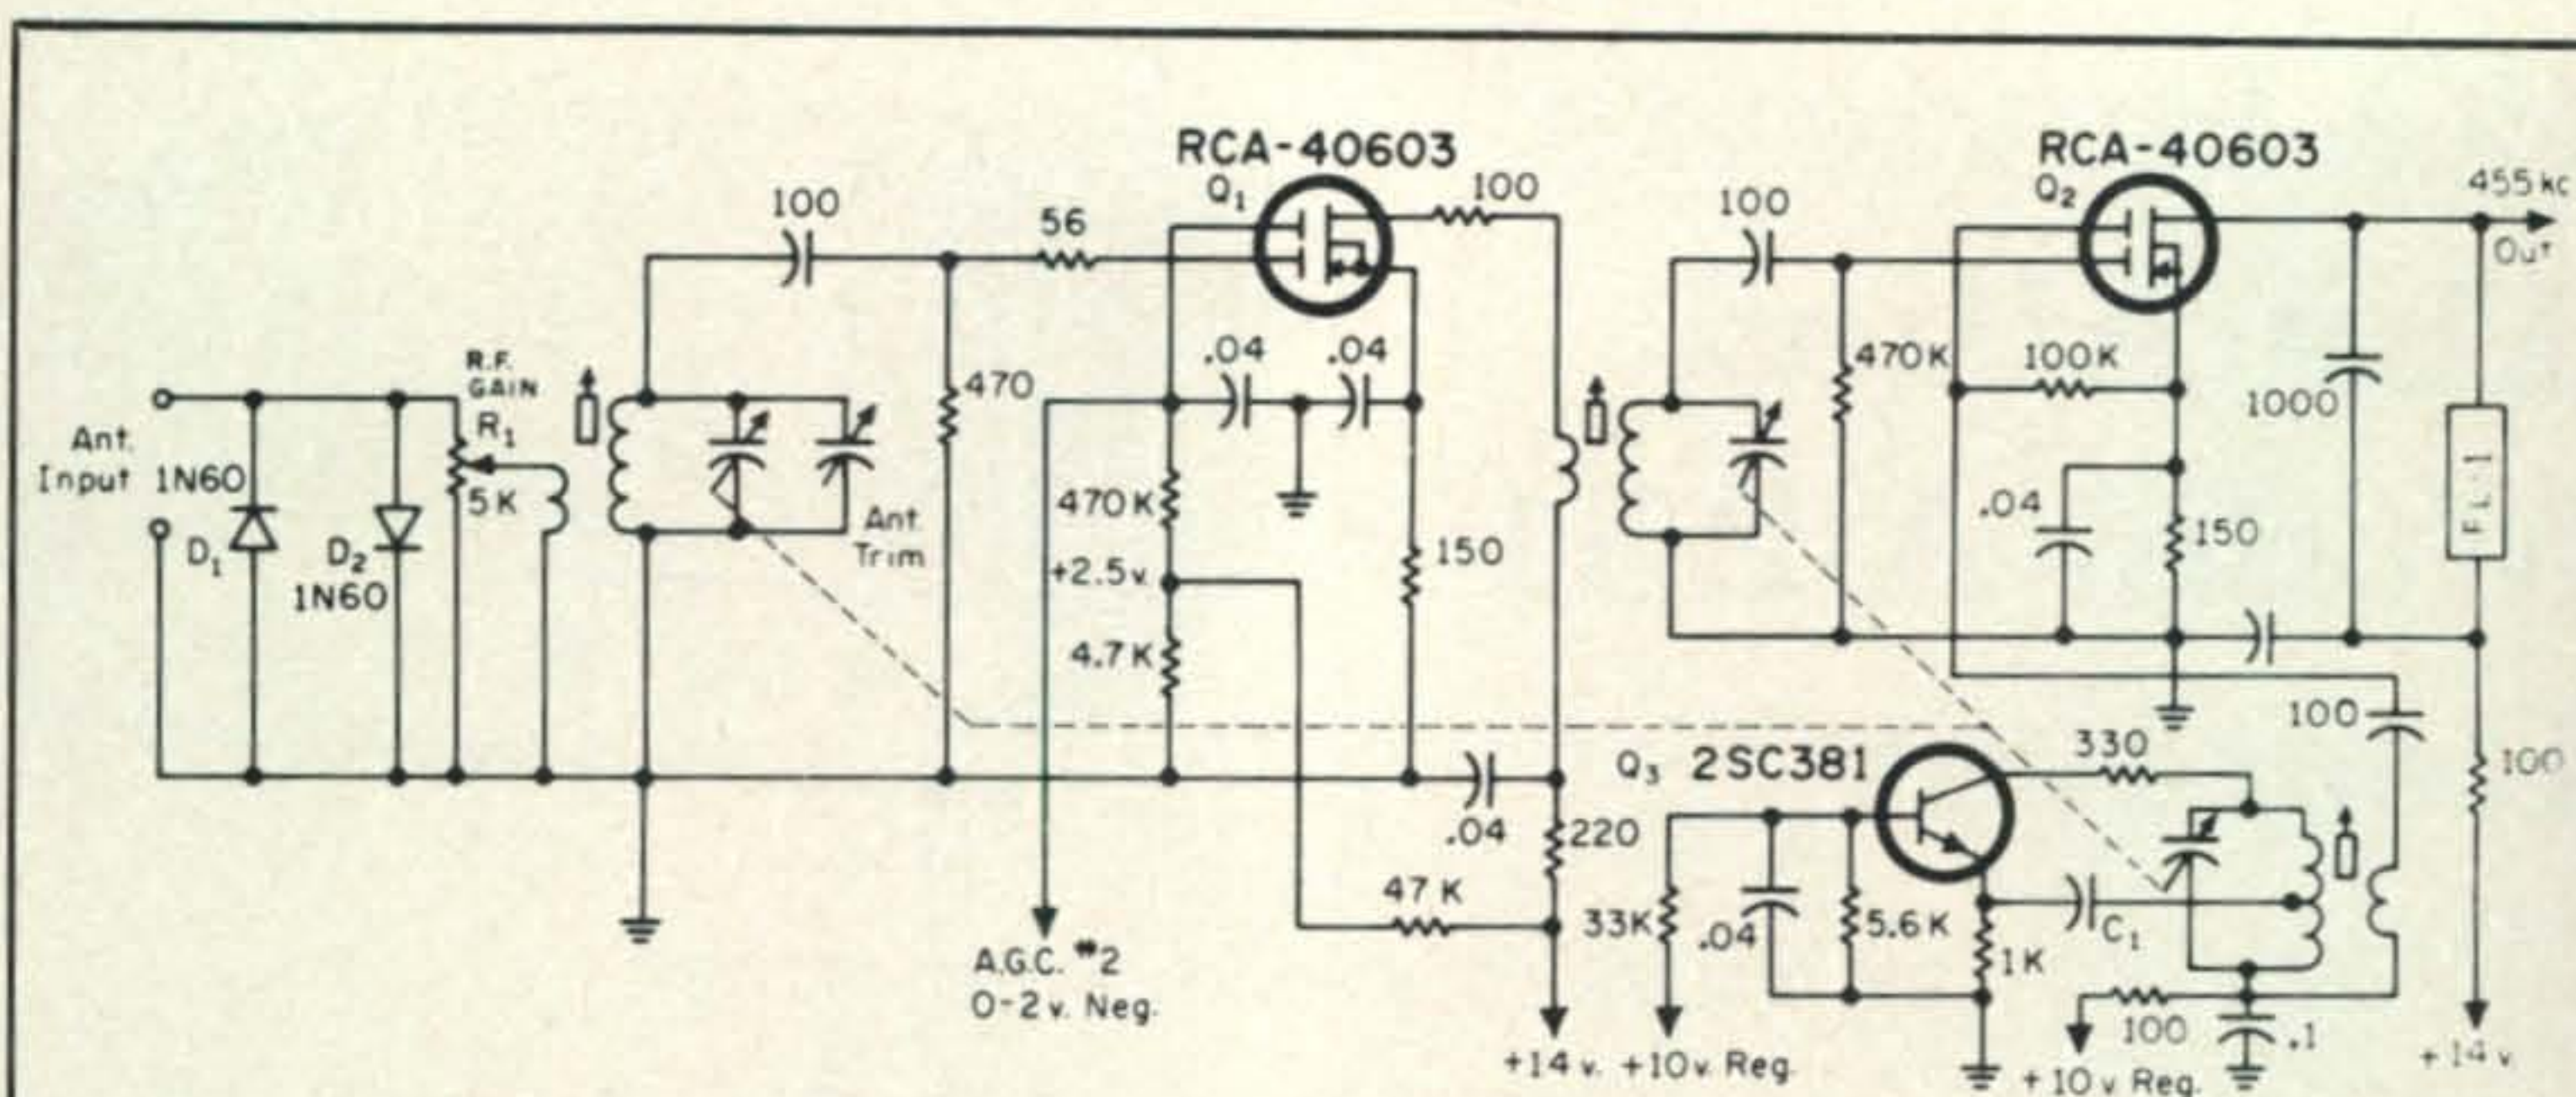 RCA-40603
Q1
100
56
100
R.F.
GAIN
R1
5K
Ant.
Input
1N60
D1
D2
1N60
Ant.
Trim
470
.04
.04
470K
+2.5v.
4.7K
150
A.G.C. #2
0-2v. Neg.
.04
220
47K
+14v.
RCA-40603
Q2
100
455kc
Out
470K
100K
1000
.04
150
FL-1
100
100
Q3 2SC381
330
33K
.04
5.6K
1K
C1
100
.1
+10v. Reg.
+10v Reg.
+14v.